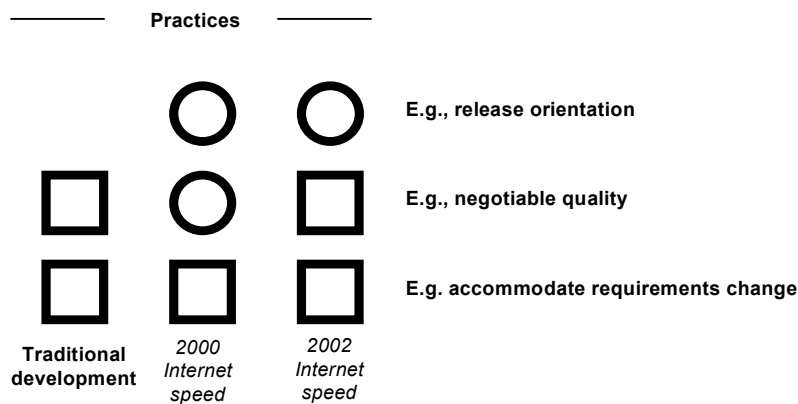 Practices
E.g., release orientation
E.g., negotiable quality
E.g. accommodate requirements change
Traditional
development
2000
Internet
speed
2002
Internet
speed